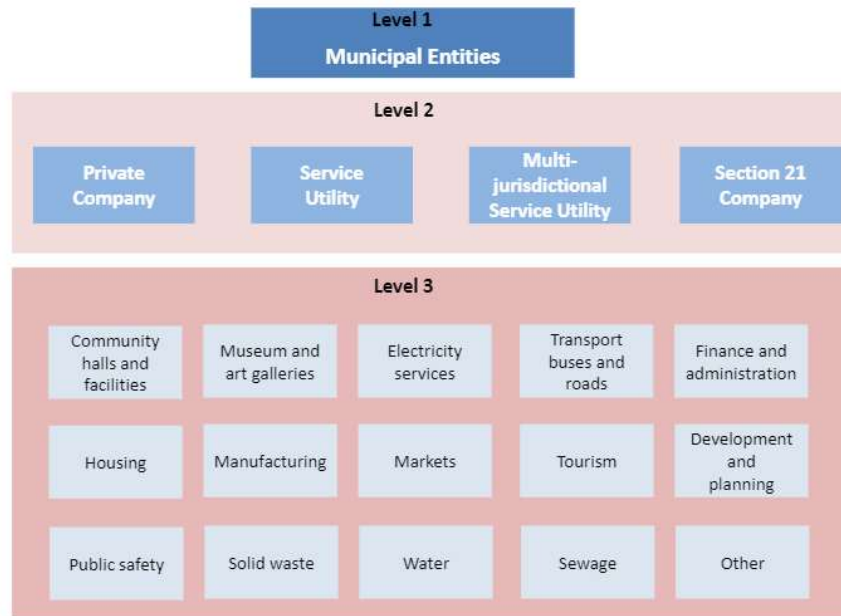 Level 1
Municipal Entities
Level 2
Private
Company
Service
Utility
Multi-
jurisdictional
Service Utility
Section 21
Company
Level 3
Community
halls and
facilities
Museum and
art galleries
Electricity
services
Transport
buses and
roads
Finance and
administration
Housing
Manufacturing
Markets
Tourism
Development
and
planning
Public safety
Solid waste
Water
Sewage
Other